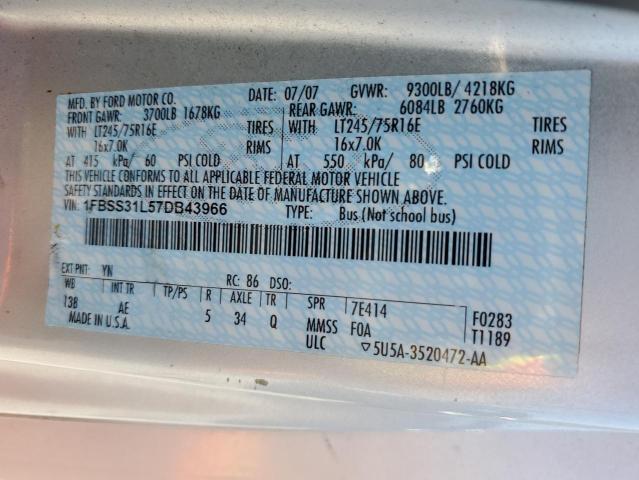 MFD. BY FORD MOTOR CO. DATE: 07/07 GVWR: 9300LB/ 4218KG
FRONT GAWR: 3700LB 1678KG REAR GAWR: 6084LB 2760KG
WITH LT245/75R16E TIRES WITH LT245/75R16E TIRES
16x7.0K RIMS 16x7.0K RIMS
AT 415 kPa/ 60 PSI COLD AT 550 kPa/ 80 PSI COLD
THIS VEHICLE CONFORMS TO ALL APPLICABLE FEDERAL MOTOR VEHICLE
SAFETY STANDARDS IN EFFECT ON THE DATE OF MANUFACTURE SHOWN ABOVE.
VIN: 1FBSS31L57DB43966 TYPE: Bus (Not school bus)
EXT PNT: YN RC: 86 DSO:
WB INT TR TP/PS R AXLE TR SPR 7E414 F0283
138 AE 5 34 Q MMSS F0A T1189
MADE IN U.S.A. ULC ▽5U5A-3520472-AA